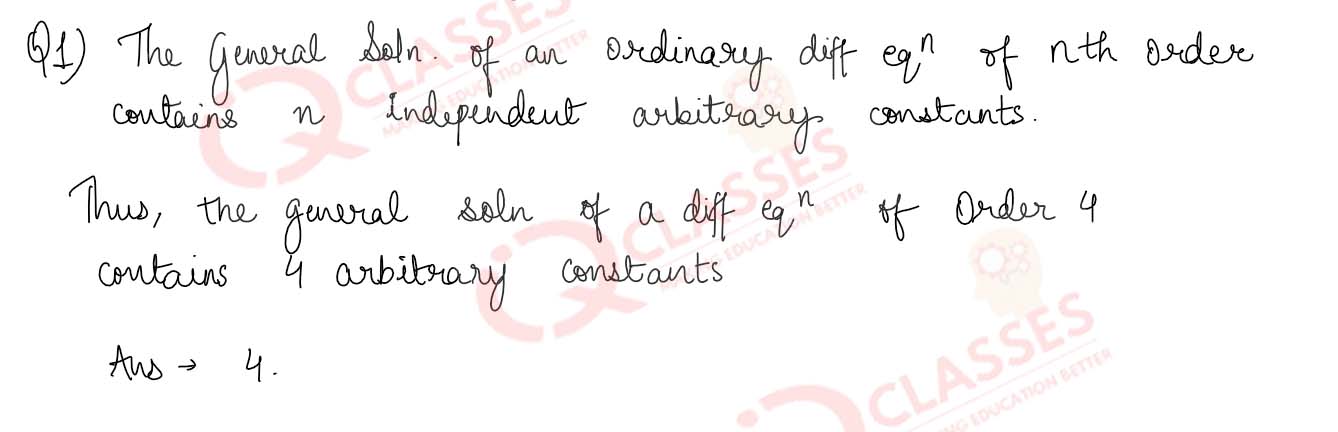 Q1) The General Soln. of an ordinary diff eqⁿ of nth order
contains n independent arbitrary constants.
Thus, the general soln of a diff eqⁿ of Order 4
contains 4 arbitrary constants
Ans → 4.
CLASSES
MAKING EDUCATION BETTER
CLASSES
MAKING EDUCATION BETTER
CLASSES
MAKING EDUCATION BETTER